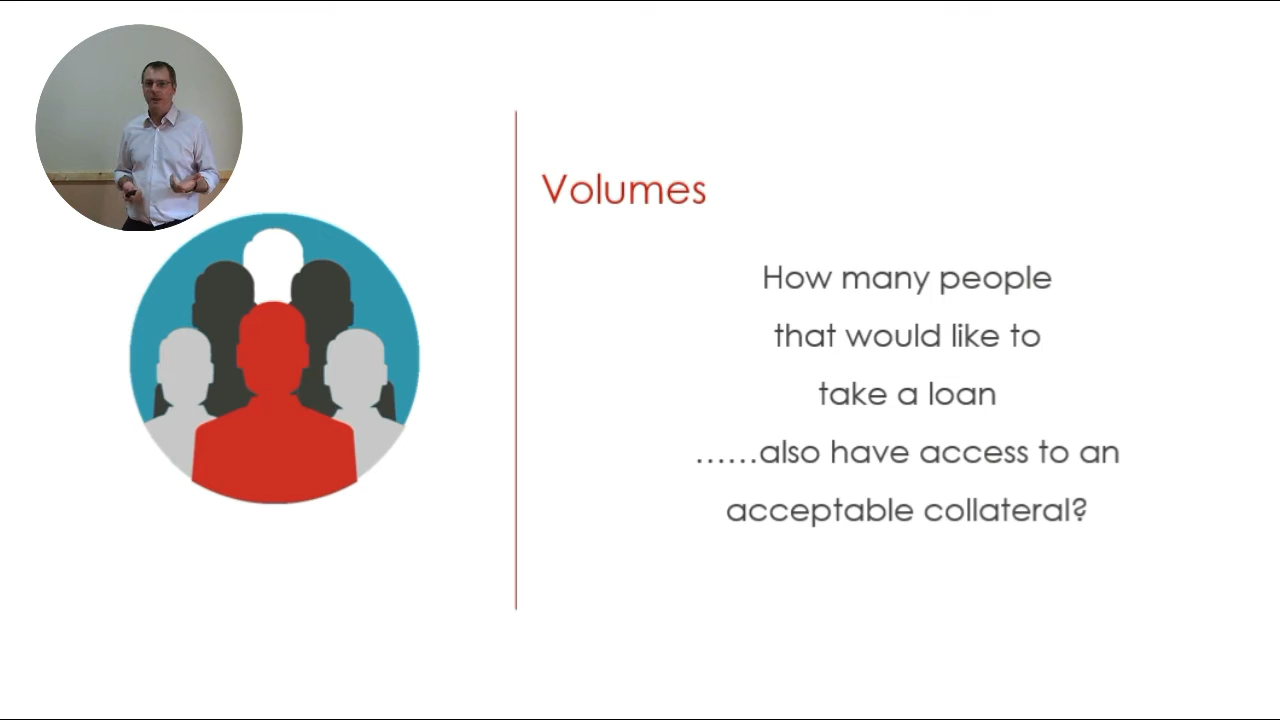 Volumes
How many people
that would like to
take a loan
......also have access to an
acceptable collateral?